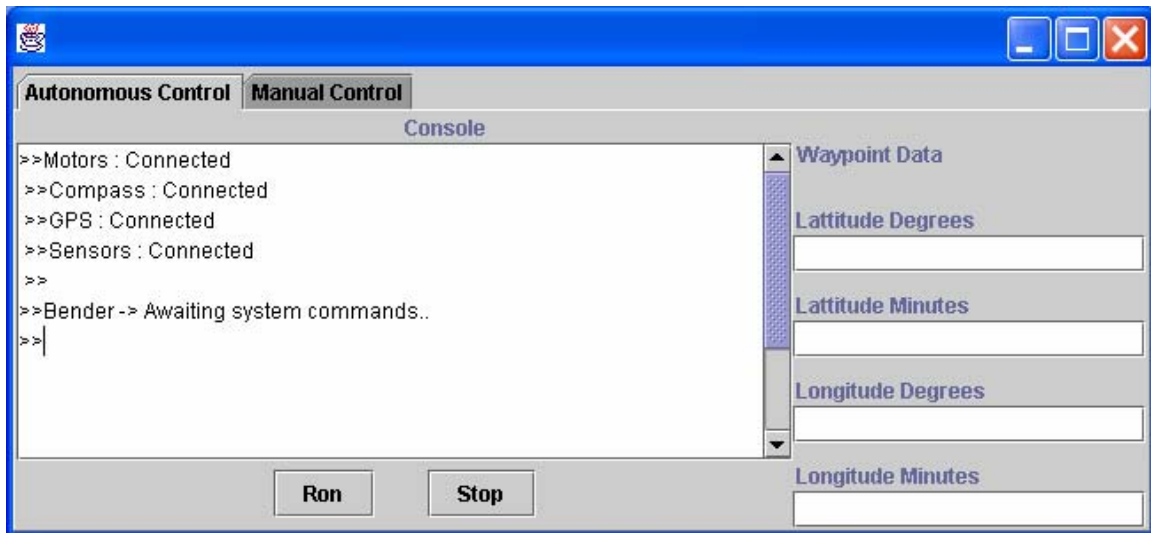 Autonomous Control
Manual Control
Console
>>Motors : Connected
>>Compass : Connected
>>GPS : Connected
>>Sensors : Connected
>>
>>Bender -> Awaiting system commands..
>>
Ron
Stop
Waypoint Data
Lattitude Degrees
Lattitude Minutes
Longitude Degrees
Longitude Minutes